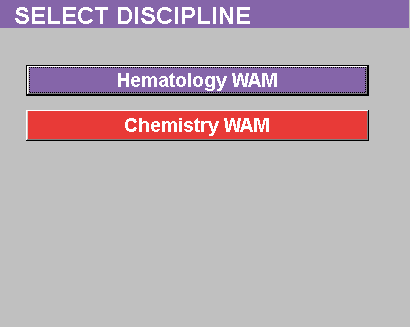 SELECT DISCIPLINE
Hematology WAM
Chemistry WAM